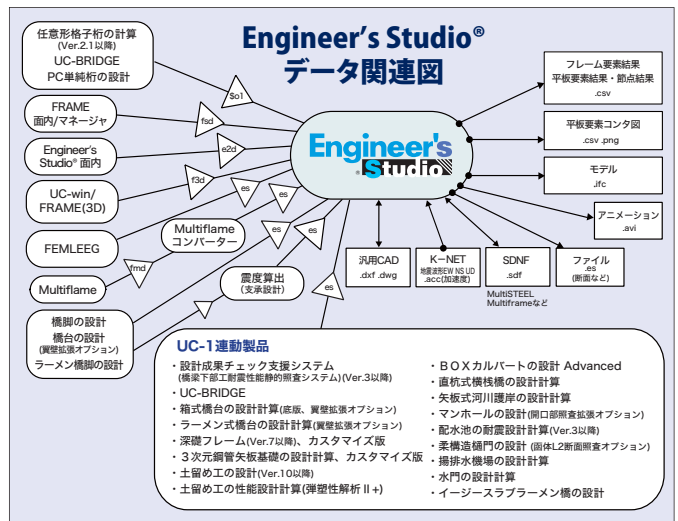 Engineer's Studio®
データ関連図
任意形格子桁の計算
(Ver.2.1以降)
UC-BRIDGE
PC単純桁の設計
$o1
FRAME
面内/マネージャ
fsd
Engineer's
Studio® 面内
e2d
UC-win/
FRAME(3D)
f3d
FEMLEEG
es
Multiflame
コンバーター
es
Multiflame
fmd
橋脚の設計
橋台の設計
(翼壁拡張オプション)
ラーメン橋脚の設計
es
震度算出
(支承設計)
es
es
Engineer's
Studio®
フレーム要素結果
平板要素結果・節点結果
.csv
平板要素コンタ図
.csv .png
モデル
.ifc
アニメーション
.avi
汎用CAD
.dxf .dwg
K−NET
地震波形EW NS UD
.acc(加速度)
SDNF
.sdf
MultiSTEEL
Multiframeなど
ファイル
.es
(断面など)
UC-1連動製品
・設計成果チェック支援システム
(橋梁下部工耐震性能静的照査システム)(Ver.3以降)
・UC-BRIDGE
・箱式橋台の設計計算(底版、翼壁拡張オプション)
・ラーメン式橋台の設計計算(翼壁拡張オプション)
・深礎フレーム(Ver.7以降)、カスタマイズ版
・３次元鋼管矢板基礎の設計計算、カスタマイズ版
・土留め工の設計(Ver.10以降)
・土留め工の性能設計計算(弾塑性解析Ⅱ+)
・ＢＯＸカルバートの設計 Advanced
・直杭式横桟橋の設計計算
・矢板式河川護岸の設計計算
・マンホールの設計(開口部照査拡張オプション)
・配水池の耐震設計計算(Ver.3以降)
・柔構造樋門の設計 (函体L2断面照査オプション)
・揚排水機場の設計計算
・水門の設計計算
・イージースラブラーメン橋の設計